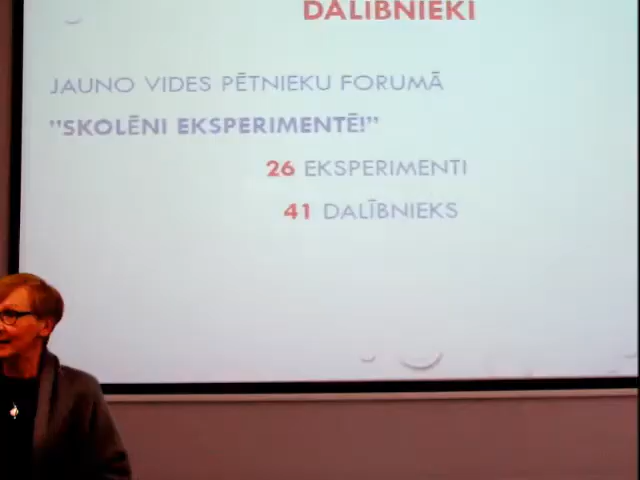 DALĪBNIEKI
JAUNO VIDES PĒTNIEKU FORUMĀ
"SKOLĒNI EKSPERIMENTĒ!"
26 EKSPERIMENTI
41 DALĪBNIEKS